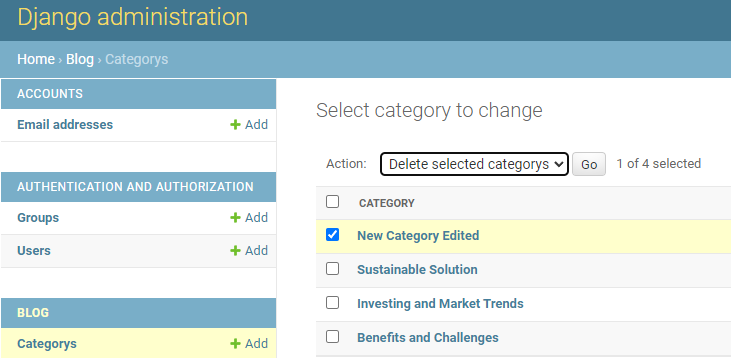 Django administration
Home › Blog › Categorys
ACCOUNTS
Email addresses + Add
AUTHENTICATION AND AUTHORIZATION
Groups + Add
Users + Add
BLOG
Categorys + Add
Select category to change
Action: Delete selected categorys Go 1 of 4 selected
CATEGORY
New Category Edited
Sustainable Solution
Investing and Market Trends
Benefits and Challenges